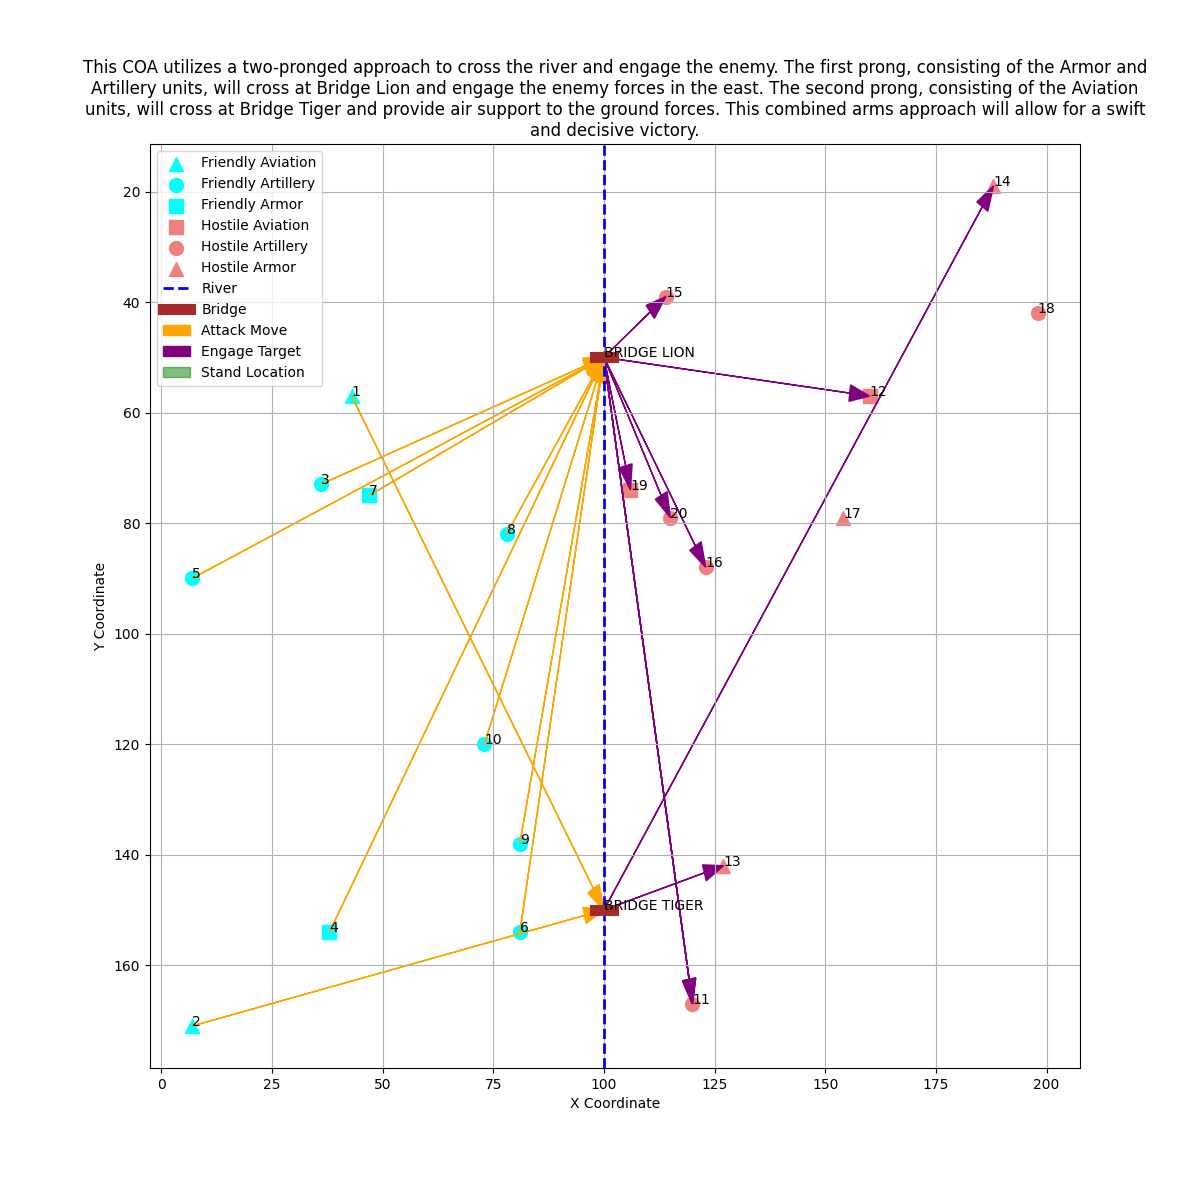 This COA utilizes a two-pronged approach to cross the river and engage the enemy. The first prong, consisting of the Armor and
Artillery units, will cross at Bridge Lion and engage the enemy forces in the east. The second prong, consisting of the Aviation
units, will cross at Bridge Tiger and provide air support to the ground forces. This combined arms approach will allow for a swift
and decisive victory.
Friendly Aviation
Friendly Artillery
Friendly Armor
Hostile Aviation
Hostile Artillery
Hostile Armor
River
Bridge
Attack Move
Engage Target
Stand Location
14
15
18
BRIDGE LION
1
12
3
7
19
20
17
8
16
5
10
9
13
BRIDGE TIGER
4
6
11
2
20
40
60
80
100
120
140
160
Y Coordinate
0
25
50
75
100
125
150
175
200
X Coordinate